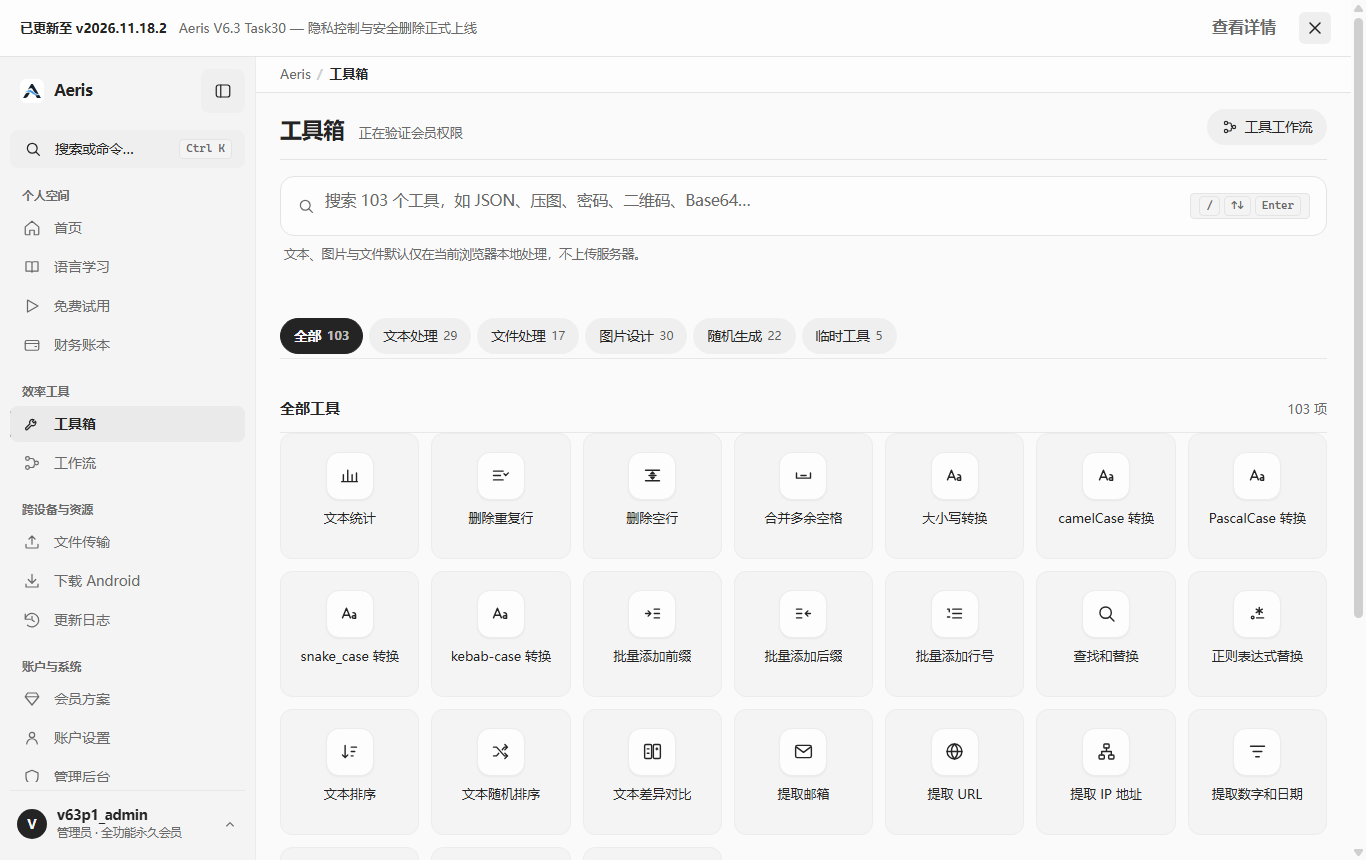 已更新至 v2026.11.18.2 Aeris V6.3 Task30 — 隐私控制与安全删除正式上线 查看详情
Aeris
搜索或命令... Ctrl K
个人空间
首页
语言学习
免费试用
财务账本
效率工具
工具箱
工作流
跨设备与资源
文件传输
下载 Android
更新日志
账户与系统
会员方案
账户设置
管理后台
V v63p1_admin
管理员 · 全功能永久会员
Aeris / 工具箱
工具箱 正在验证会员权限 工具工作流
搜索 103 个工具，如 JSON、压图、密码、二维码、Base64... / ↑↓ Enter
文本、图片与文件默认仅在当前浏览器本地处理，不上传服务器。
全部 103 文本处理 29 文件处理 17 图片设计 30 随机生成 22 临时工具 5
全部工具 103 项
Aa Aa Aa
文本统计 删除重复行 删除空行 合并多余空格 大小写转换 camelCase 转换 PascalCase 转换
Aa Aa
snake_case 转换 kebab-case 转换 批量添加前缀 批量添加后缀 批量添加行号 查找和替换 正则表达式替换
文本排序 文本随机排序 文本差异对比 提取邮箱 提取 URL 提取 IP 地址 提取数字和日期